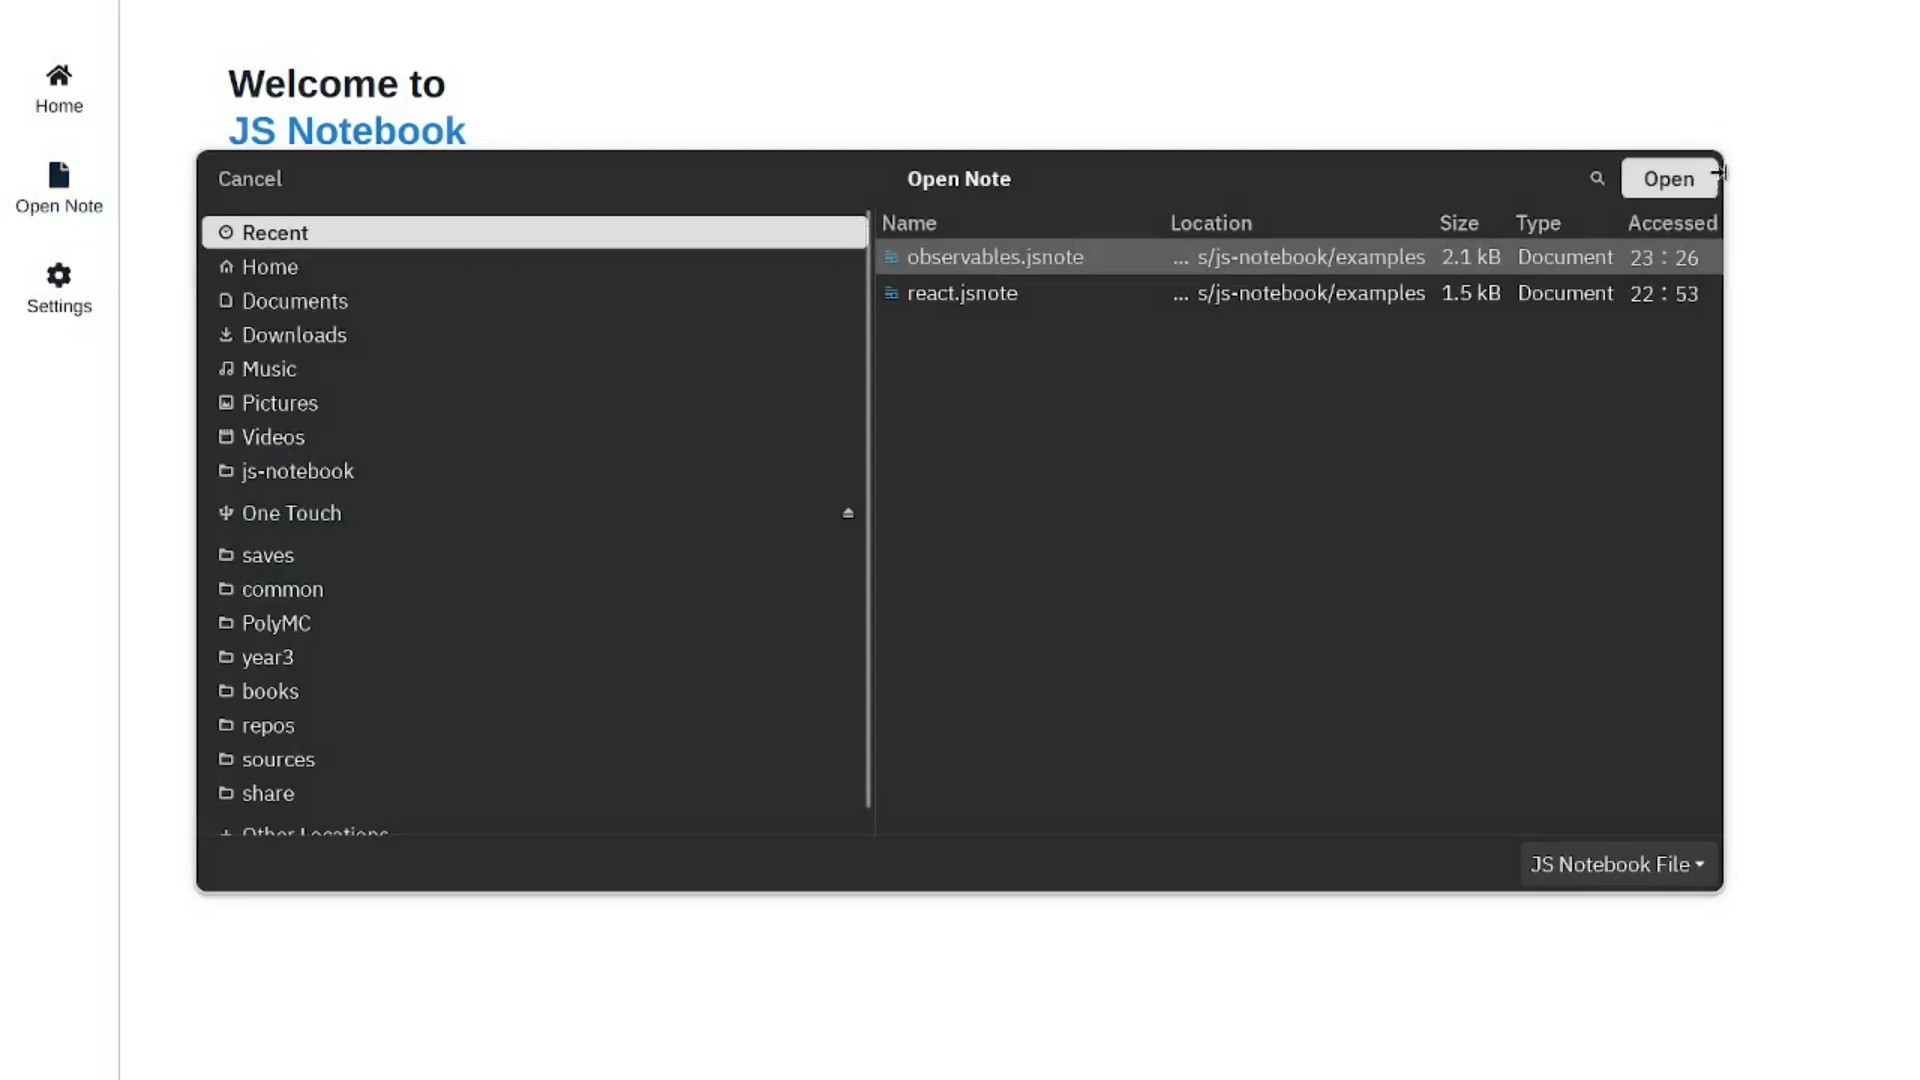 Home
Open Note
Settings
Welcome to
JS Notebook
Cancel
Open Note
Open
Name Location Size Type Accessed
observables.jsnote ... s/js-notebook/examples 2.1 kB Document 23 : 26
react.jsnote ... s/js-notebook/examples 1.5 kB Document 22 : 53
Recent
Home
Documents
Downloads
Music
Pictures
Videos
js-notebook
One Touch
saves
common
PolyMC
year3
books
repos
sources
share
+ Other Locations
JS Notebook File